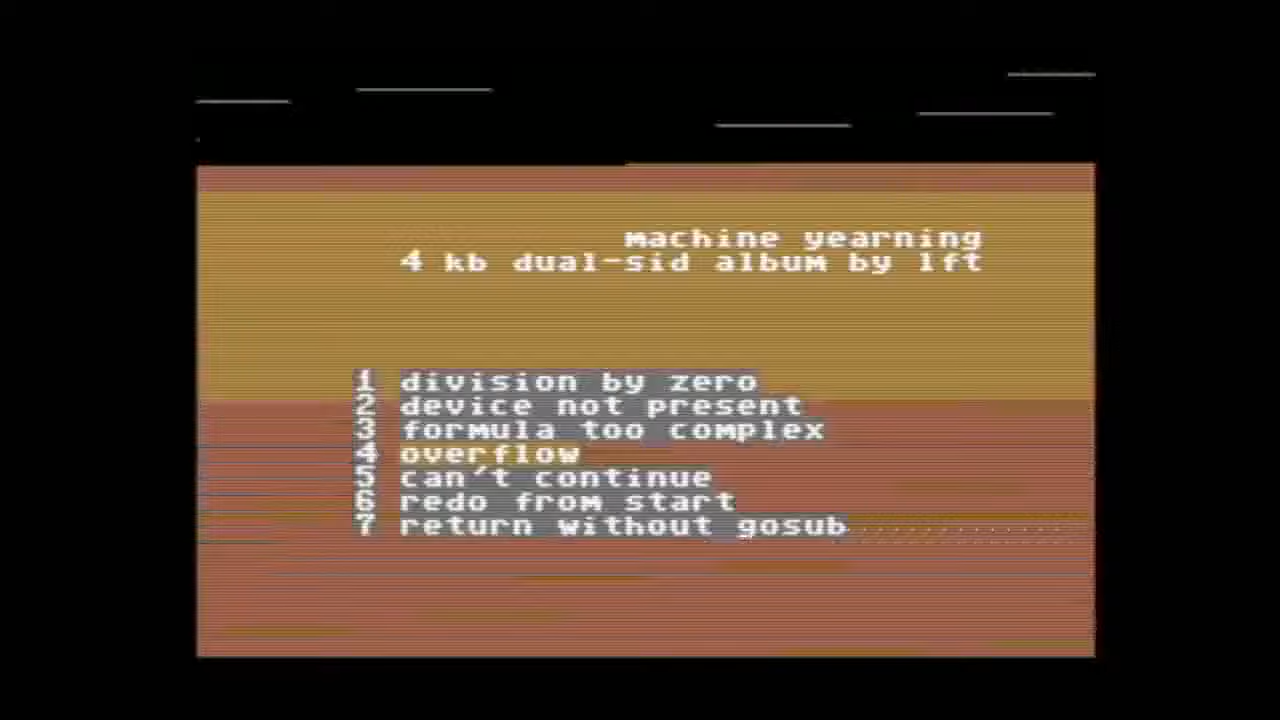 machine yearning
4 kb dual-sid album by lft
1 division by zero
2 device not present
3 formula too complex
4 overflow
5 can't continue
6 redo from start
7 return without gosub